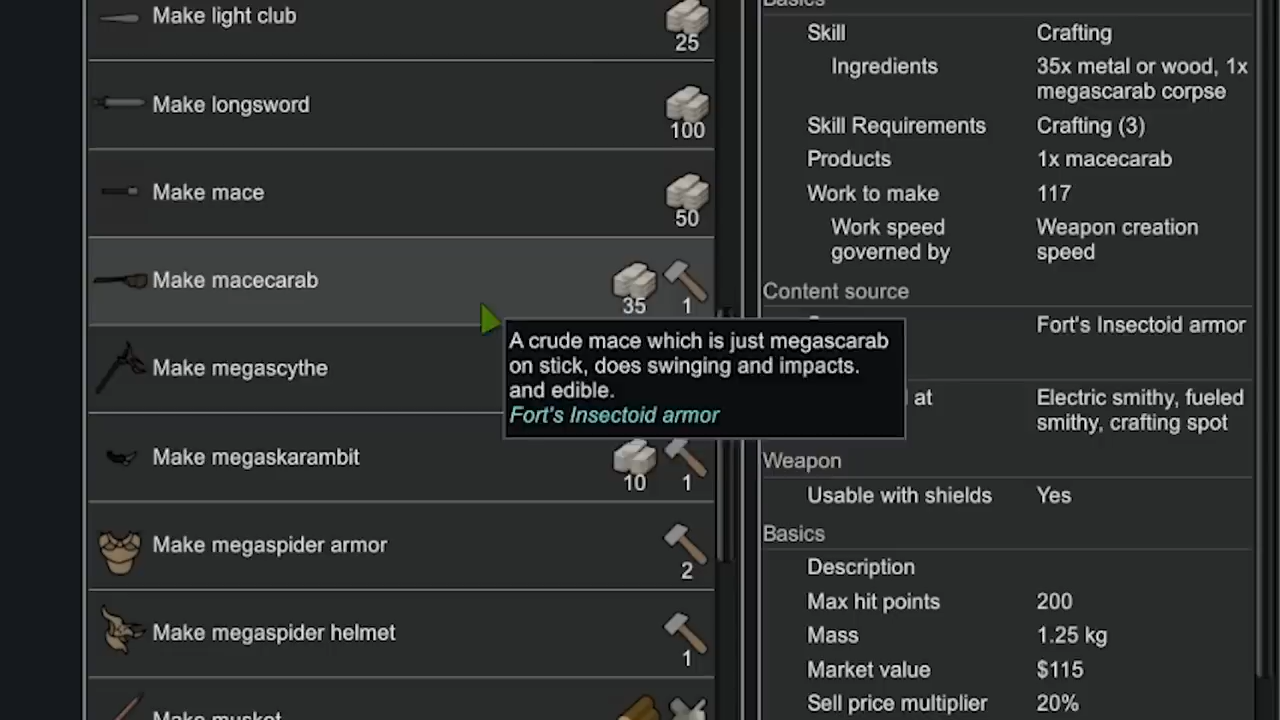 Make light club
25
Make longsword
100
Make mace
50
Make macecarab
35
1
Make megascythe
Make megaskarambit
10
1
Make megaspider armor
2
Make megaspider helmet
1
Make musket
A crude mace which is just megascarab
on stick, does swinging and impacts.
and edible.
Fort's Insectoid armor
Basics
Skill
Crafting
Ingredients
35x metal or wood, 1x
megascarab corpse
Skill Requirements
Crafting (3)
Products
1x macecarab
Work to make
117
Work speed
governed by
Weapon creation
speed
Content source
Fort's Insectoid armor
at
Electric smithy, fueled
smithy, crafting spot
Weapon
Usable with shields
Yes
Basics
Description
Max hit points
200
Mass
1.25 kg
Market value
$115
Sell price multiplier
20%